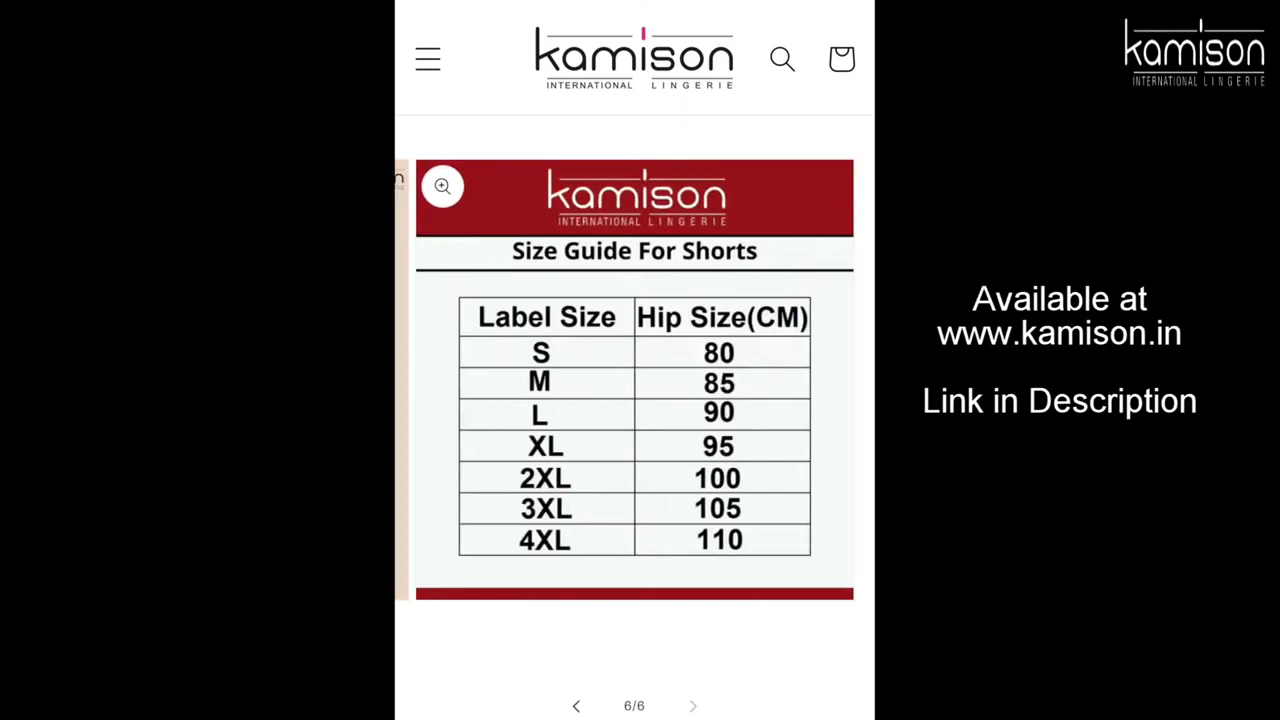 kamison
INTERNATIONAL LINGERIE
kamison
INTERNATIONAL LINGERIE
n
kamison
INTERNATIONAL LINGERIE
Size Guide For Shorts
Label Size Hip Size(CM)
S 80
M 85
L 90
XL 95
2XL 100
3XL 105
4XL 110
Available at
www.kamison.in
Link in Description
6/6